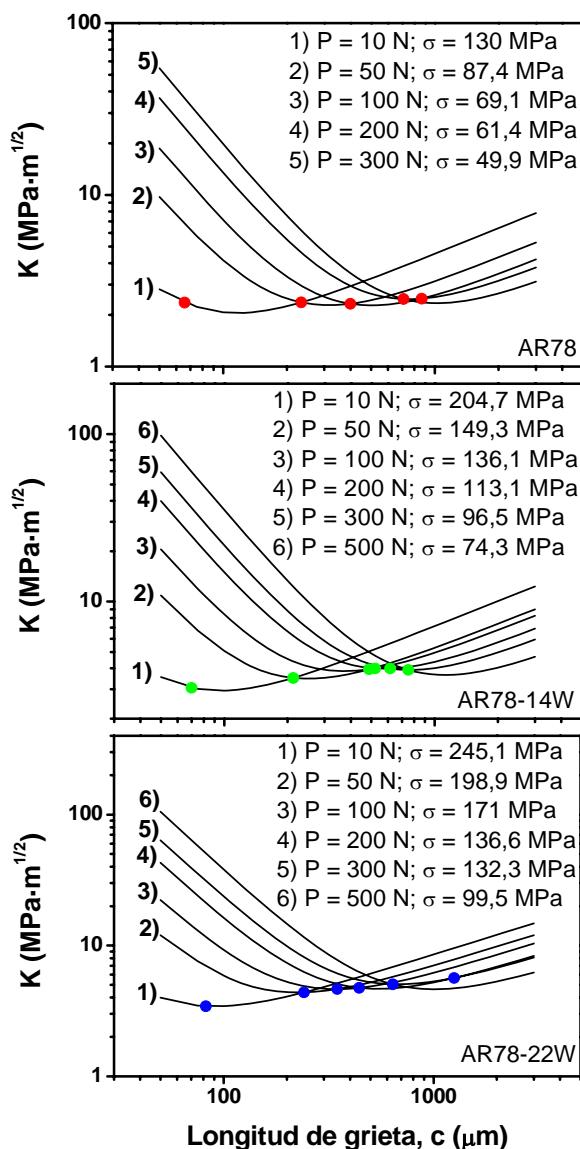 100
10
1
K (MPa·m1/2)
1) P = 10 N; σ = 130 MPa
2) P = 50 N; σ = 87,4 MPa
3) P = 100 N; σ = 69,1 MPa
4) P = 200 N; σ = 61,4 MPa
5) P = 300 N; σ = 49,9 MPa
5)
4)
3)
2)
1)
AR78
100
10
K (MPa·m1/2)
1) P = 10 N; σ = 204,7 MPa
2) P = 50 N; σ = 149,3 MPa
3) P = 100 N; σ = 136,1 MPa
4) P = 200 N; σ = 113,1 MPa
5) P = 300 N; σ = 96,5 MPa
6) P = 500 N; σ = 74,3 MPa
6)
5)
4)
3)
2)
1)
AR78-14W
100
10
1
K (MPa·m1/2)
1) P = 10 N; σ = 245,1 MPa
2) P = 50 N; σ = 198,9 MPa
3) P = 100 N; σ = 171 MPa
4) P = 200 N; σ = 136,6 MPa
5) P = 300 N; σ = 132,3 MPa
6) P = 500 N; σ = 99,5 MPa
6)
5)
4)
3)
2)
1)
AR78-22W
100 1000
Longitud de grieta, c (μm)